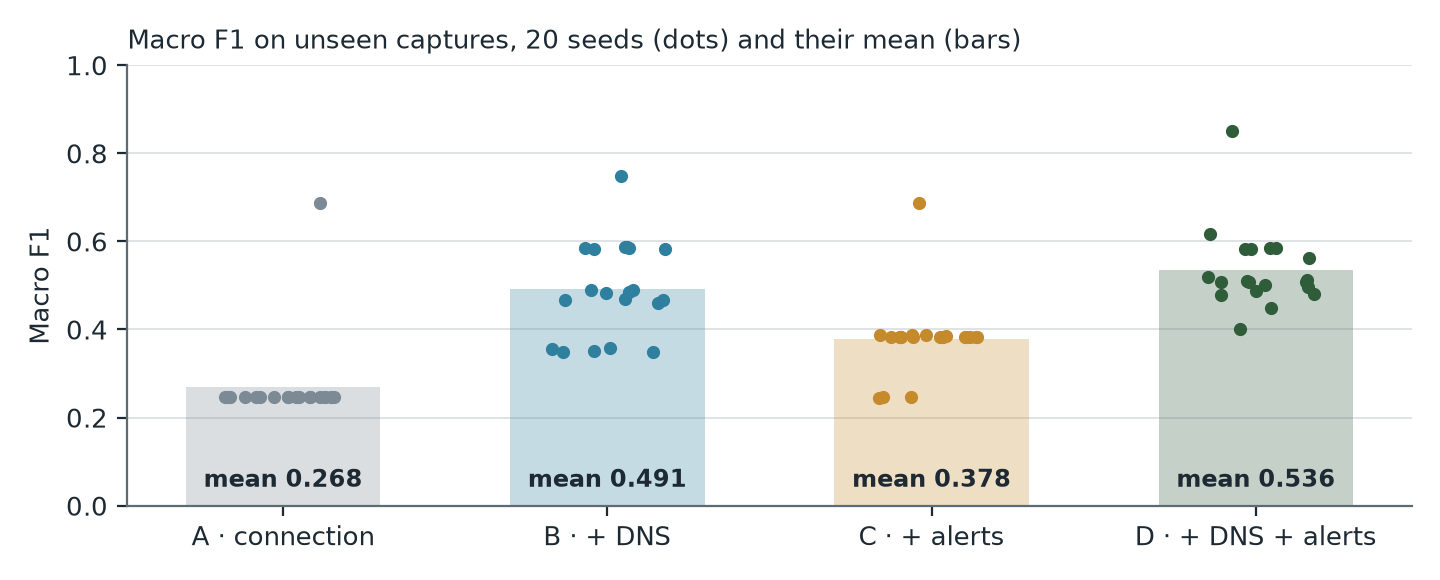 Macro F1 on unseen captures, 20 seeds (dots) and their mean (bars)
Macro F1
1.0
0.8
0.6
0.4
0.2
0.0
mean 0.268
mean 0.491
mean 0.378
mean 0.536
A · connection
B · + DNS
C · + alerts
D · + DNS + alerts